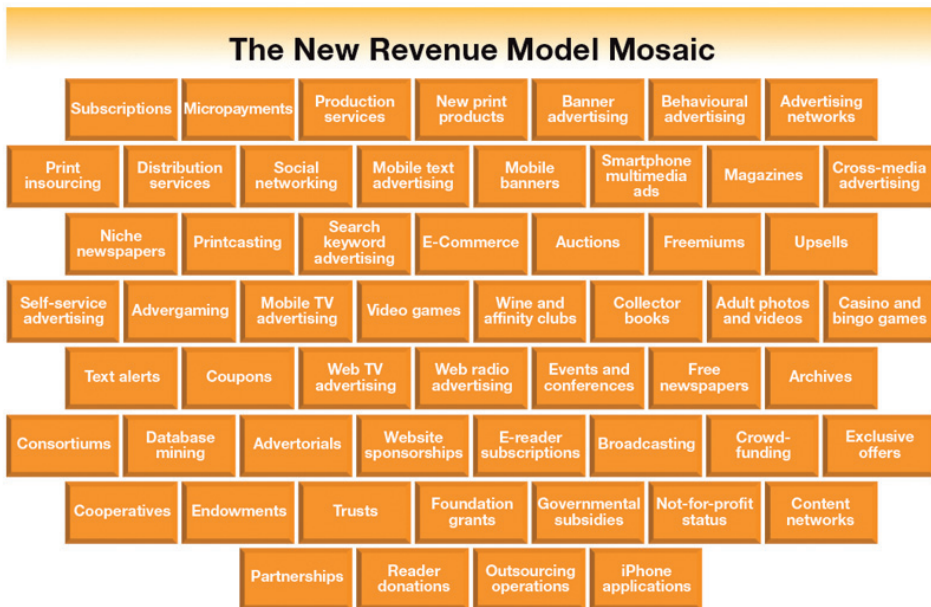 The New Revenue Model Mosaic
Subscriptions
Micropayments
Production
services
New print
products
Banner
advertising
Behavioural
advertising
Advertising
networks
Print
insourcing
Distribution
services
Social
networking
Mobile text
advertising
Mobile
banners
Smartphone
multimedia
ads
Magazines
Cross-media
advertising
Niche
newspapers
Printcasting
Search
keyword
advertising
E-Commerce
Auctions
Freemiums
Upsells
Self-service
advertising
Advergaming
Mobile TV
advertising
Video games
Wine and
affinity clubs
Collector
books
Adult photos
and videos
Casino and
bingo games
Text alerts
Coupons
Web TV
advertising
Web radio
advertising
Events and
conferences
Free
newspapers
Archives
Consortiums
Database
mining
Advertorials
Website
sponsorships
E-reader
subscriptions
Broadcasting
Crowd-
funding
Exclusive
offers
Cooperatives
Endowments
Trusts
Foundation
grants
Governmental
subsidies
Not-for-profit
status
Content
networks
Partnerships
Reader
donations
Outsourcing
operations
iPhone
applications